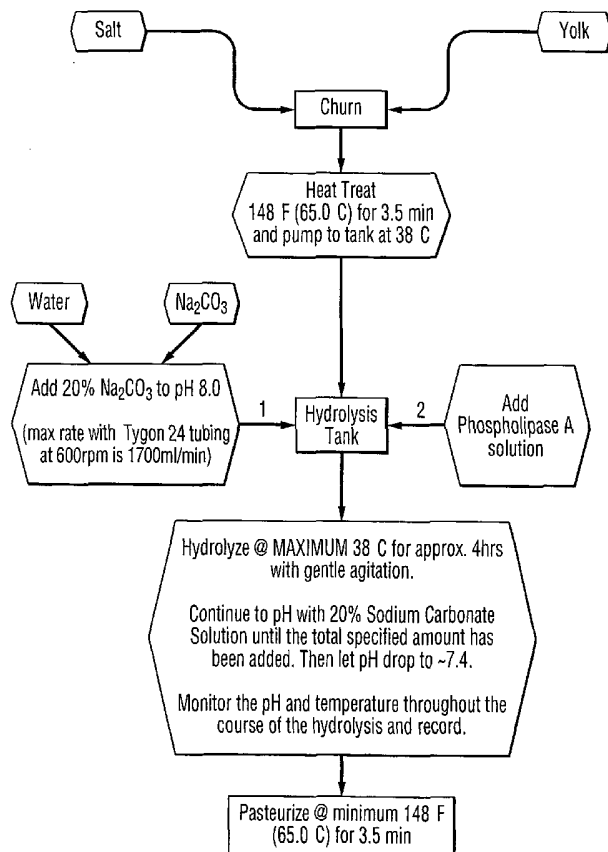 Salt
Yolk
Churn
Heat Treat
148 F (65.0 C) for 3.5 min
and pump to tank at 38 C
Water
Na₂CO₃
Add 20% Na₂CO₃ to pH 8.0
(max rate with Tygon 24 tubing
at 600rpm is 1700ml/min)
1
Hydrolysis
Tank
2
Add
Phospholipase A
solution
Hydrolyze @ MAXIMUM 38 C for approx. 4hrs
with gentle agitation.
Continue to pH with 20% Sodium Carbonate
Solution until the total specified amount has
been added. Then let pH drop to ~7.4.
Monitor the pH and temperature throughout the
course of the hydrolysis and record.
Pasteurize @ minimum 148 F
(65.0 C) for 3.5 min